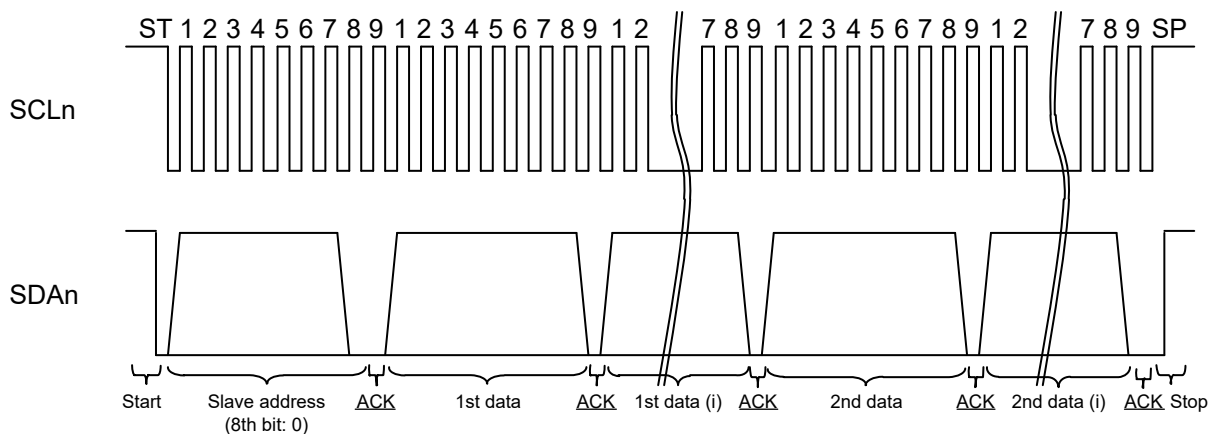 ST 1 2 3 4 5 6 7 8 9 1 2 3 4 5 6 7 8 9 1 2 7 8 9 1 2 3 4 5 6 7 8 9 1 2 7 8 9 SP
SCLn
SDAn
Start Slave address ACK 1st data ACK 1st data (i) ACK 2nd data ACK 2nd data (i) ACK Stop
(8th bit: 0)